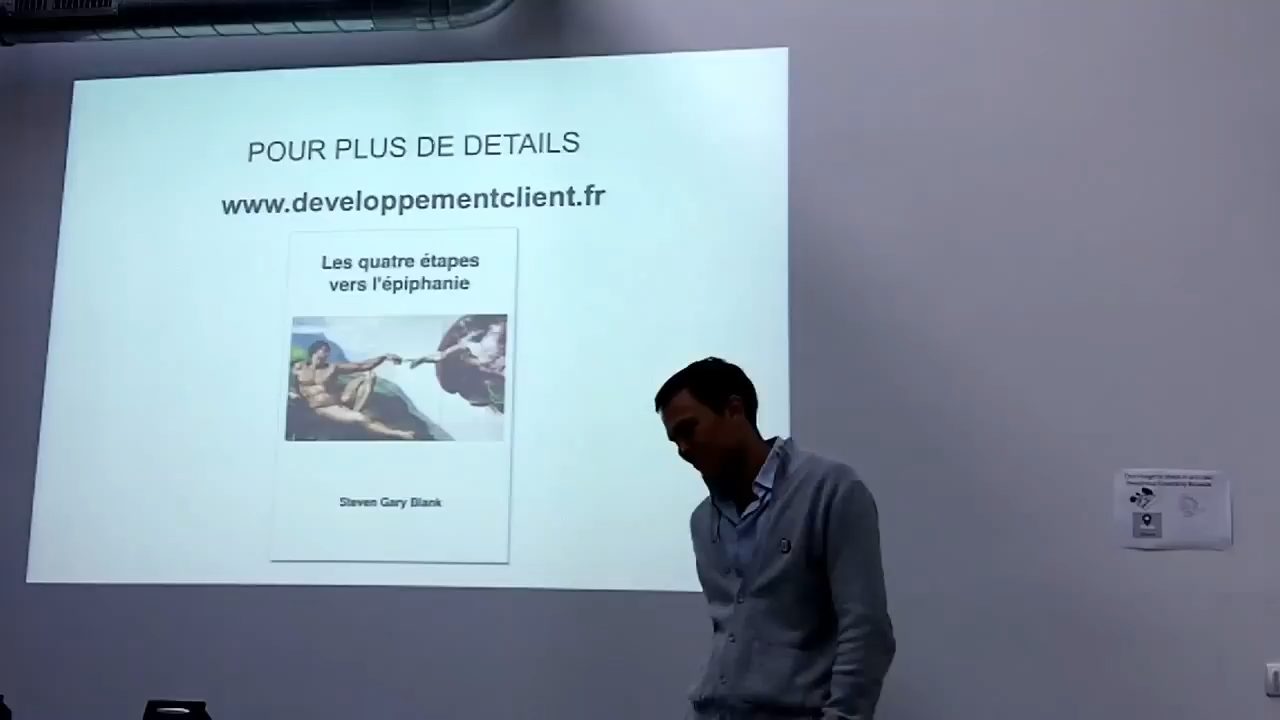 POUR PLUS DE DETAILS
www.developpementclient.fr
Les quatre étapes
vers l'épiphanie
Steven Gary Blank